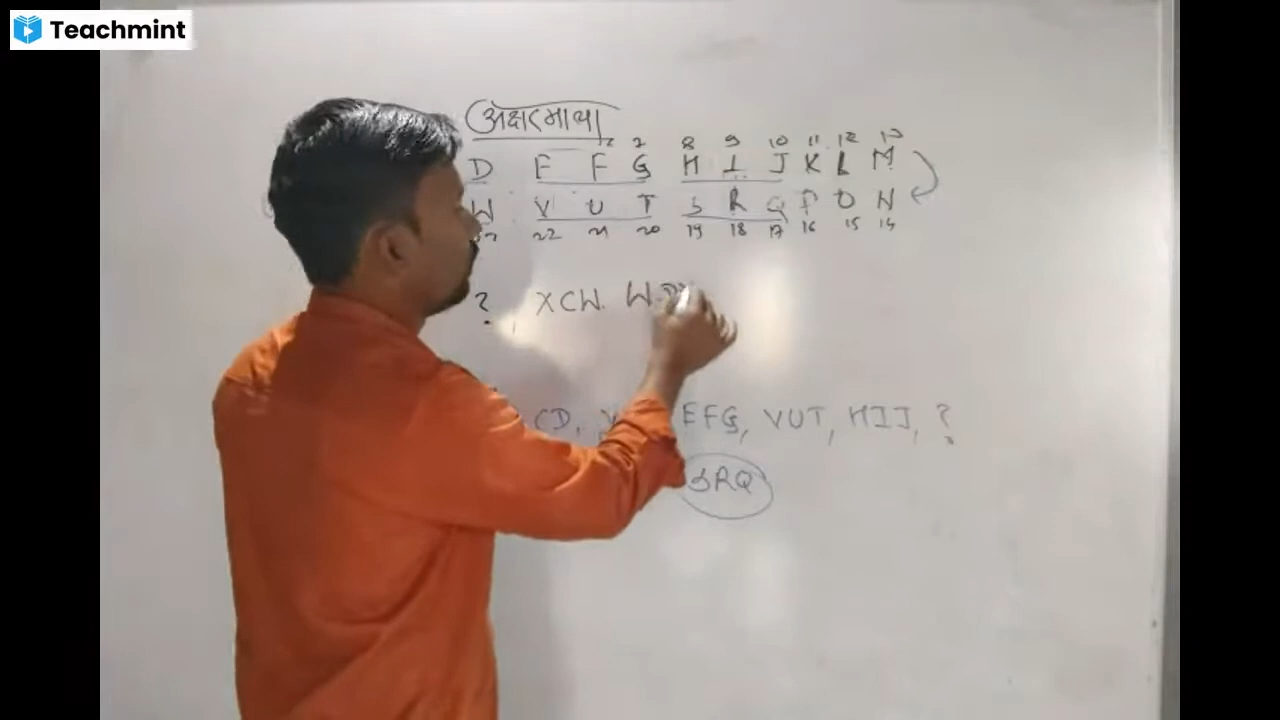 Teachmint
अक्षरमाला
7 8 9 10 11 12 13
D E F G H I J K L M
W V U T S R Q P O N
22 21 20 19 18 17 16 15 14
? , XCW. W
CD, EFG, VUT, HIJ, ?
SRQ